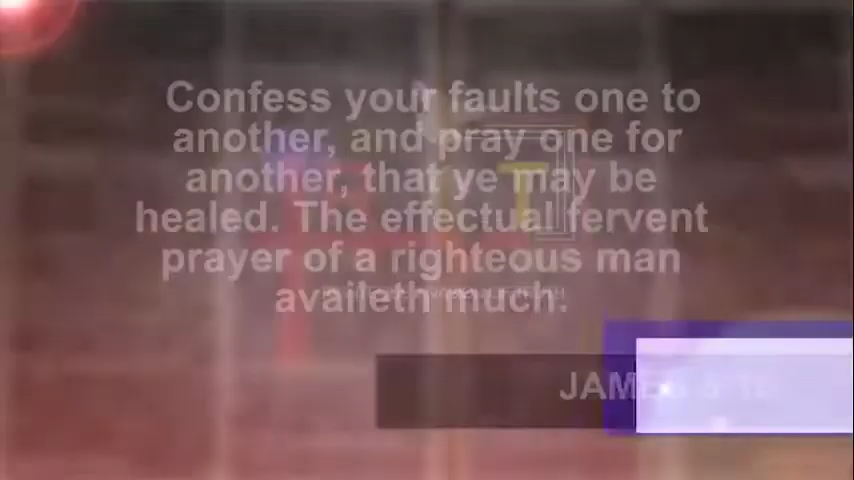 Confess your faults one to
another, and pray one for
another, that ye may be
healed. The effectual fervent
prayer of a righteous man
availeth much.
JAMES